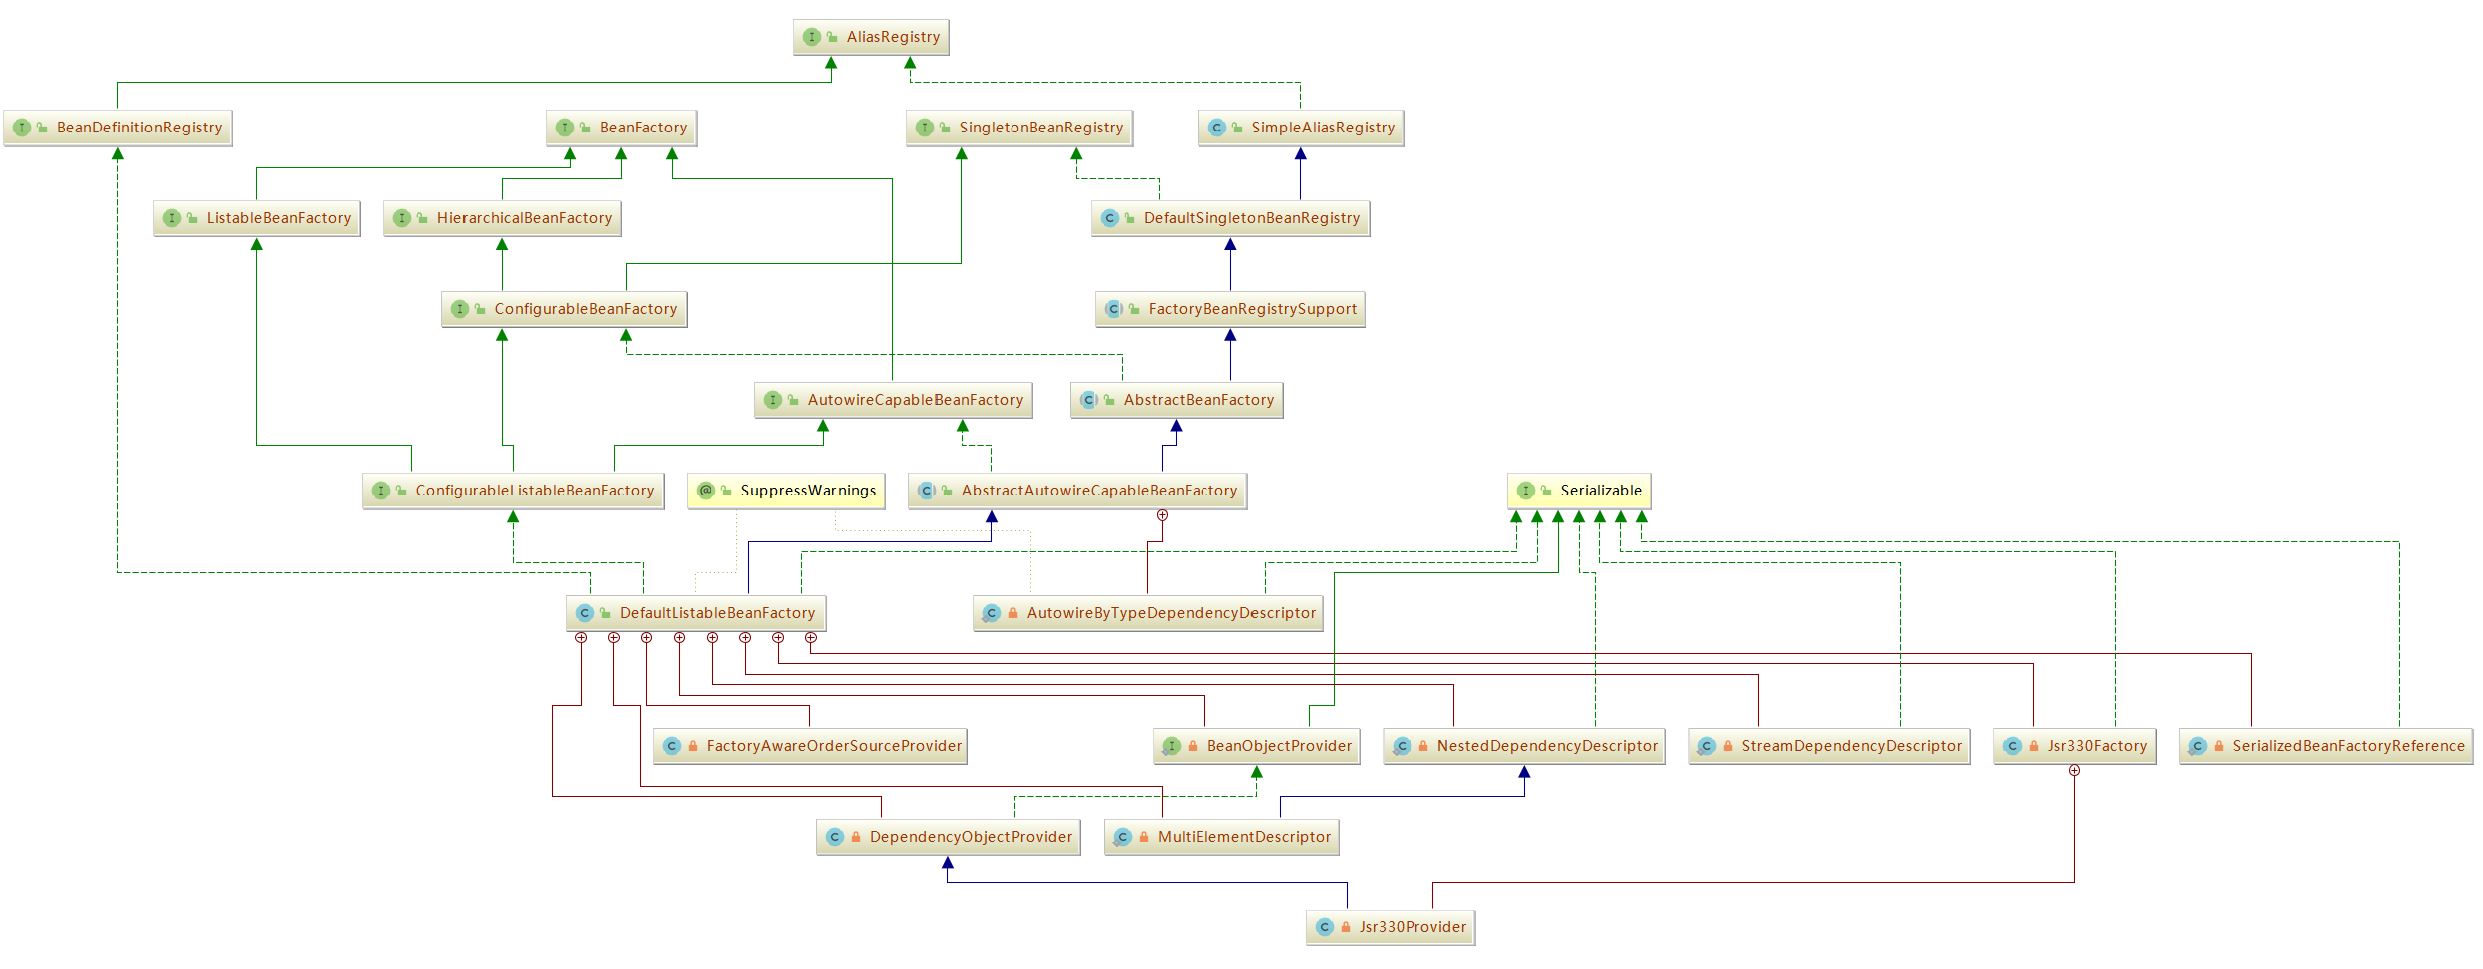 AliasRegistry
BeanDefinitionRegistry
BeanFactory
SingletonBeanRegistry
SimpleAliasRegistry
ListableBeanFactory
HierarchicalBeanFactory
DefaultSingletonBeanRegistry
ConfigurableBeanFactory
FactoryBeanRegistrySupport
AutowireCapableBeanFactory
AbstractBeanFactory
ConfigurableListableBeanFactory
SuppressWarnings
AbstractAutowireCapableBeanFactory
Serializable
DefaultListableBeanFactory
AutowireByTypeDependencyDescriptor
FactoryAwareOrderSourceProvider
BeanObjectProvider
NestedDependencyDescriptor
StreamDependencyDescriptor
Jsr330Factory
SerializedBeanFactoryReference
DependencyObjectProvider
MultiElementDescriptor
Jsr330Provider